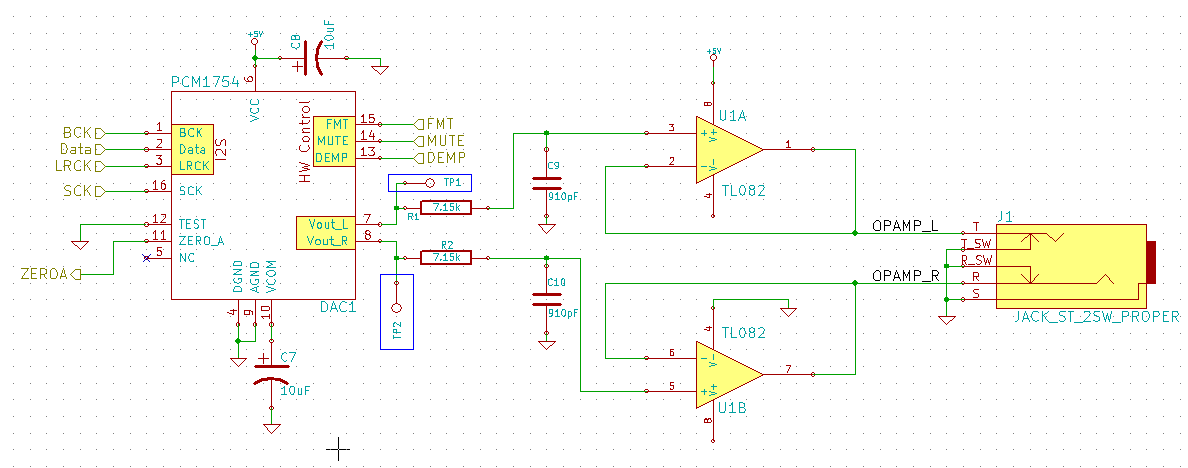 +5V
C8
10uF
6
VCC
PCM1754
BCK
1
BCK
Data
2
Data
LRCK
3
LRCK
I2S
SCK
16
SCK
12
TEST
11
ZERO_A
5
NC
ZEROA
HW Control
FMT
15
FMT
MUTE
14
MUTE
DEMP
13
DEMP
Vout_L
7
Vout_R
8
DGND
AGND
VCOM
4
9
10
DAC1
+
C7
10uF
TP1
R1
7.15k
R2
7.15k
TP2
C9
910pF
C10
910pF
+5V
8
U1A
3
+
V+
2
-
V-
1
4
TL082
4
TL082
6
-
V-
5
+
V+
7
U1B
8
OPAMP_L
OPAMP_R
J1
T
T_SW
R_SW
R
S
JACK_ST_2SW_PROPER